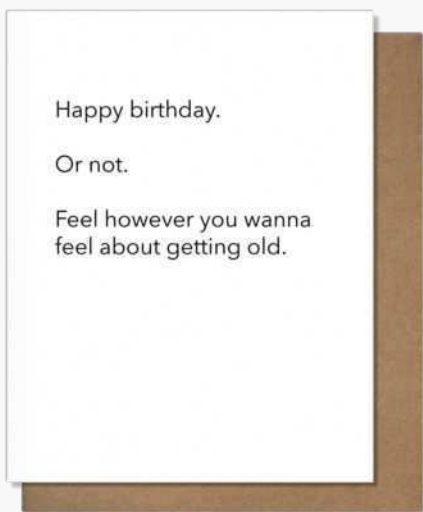 Happy birthday.
Or not.
Feel however you wanna
feel about getting old.